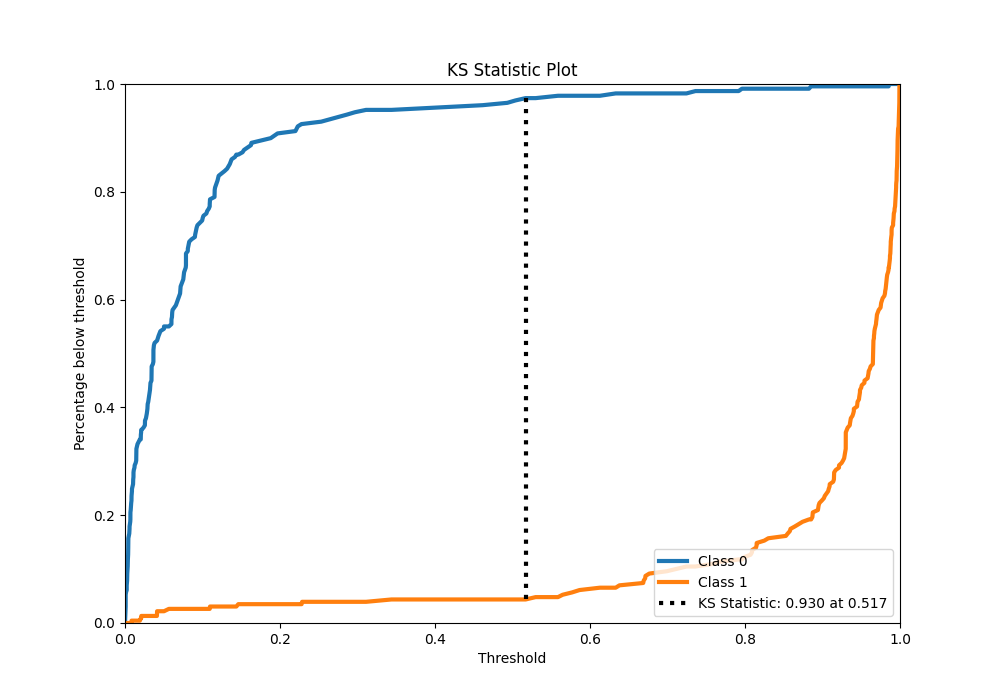 KS Statistic Plot
1.0
0.8
0.6
0.4
0.2
0.0
Percentage below threshold
0.0 0.2 0.4 0.6 0.8 1.0
Threshold
Class 0
Class 1
KS Statistic: 0.930 at 0.517